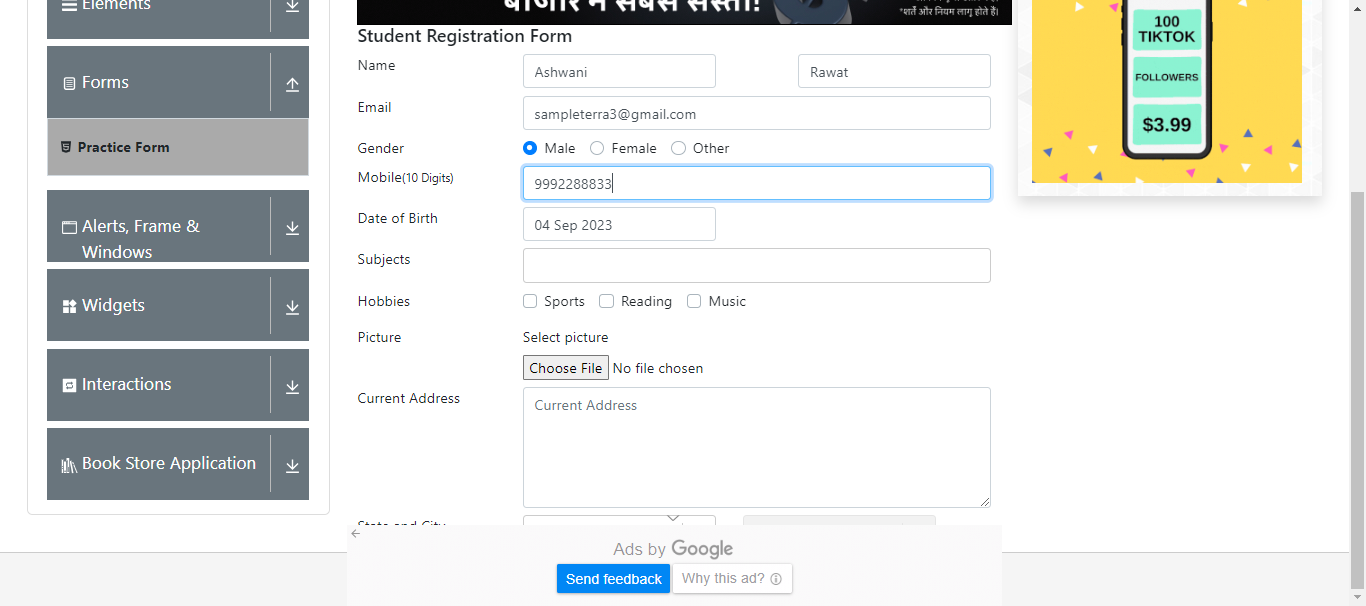 Elements
Forms
Practice Form
Alerts, Frame &
Windows
Widgets
Interactions
Book Store Application
बाजार में सबसे सस्ता!
*शर्तें और नियम लागू होते हैं।
Student Registration Form
Name
Ashwani
Rawat
Email
sampleterra3@gmail.com
Gender
Male
Female
Other
Mobile(10 Digits)
9992288833
Date of Birth
04 Sep 2023
Subjects
Hobbies
Sports
Reading
Music
Picture
Select picture
Choose File No file chosen
Current Address
Current Address
State and City
100
TIKTOK
FOLLOWERS
$3.99
Ads by Google
Send feedback
Why this ad?